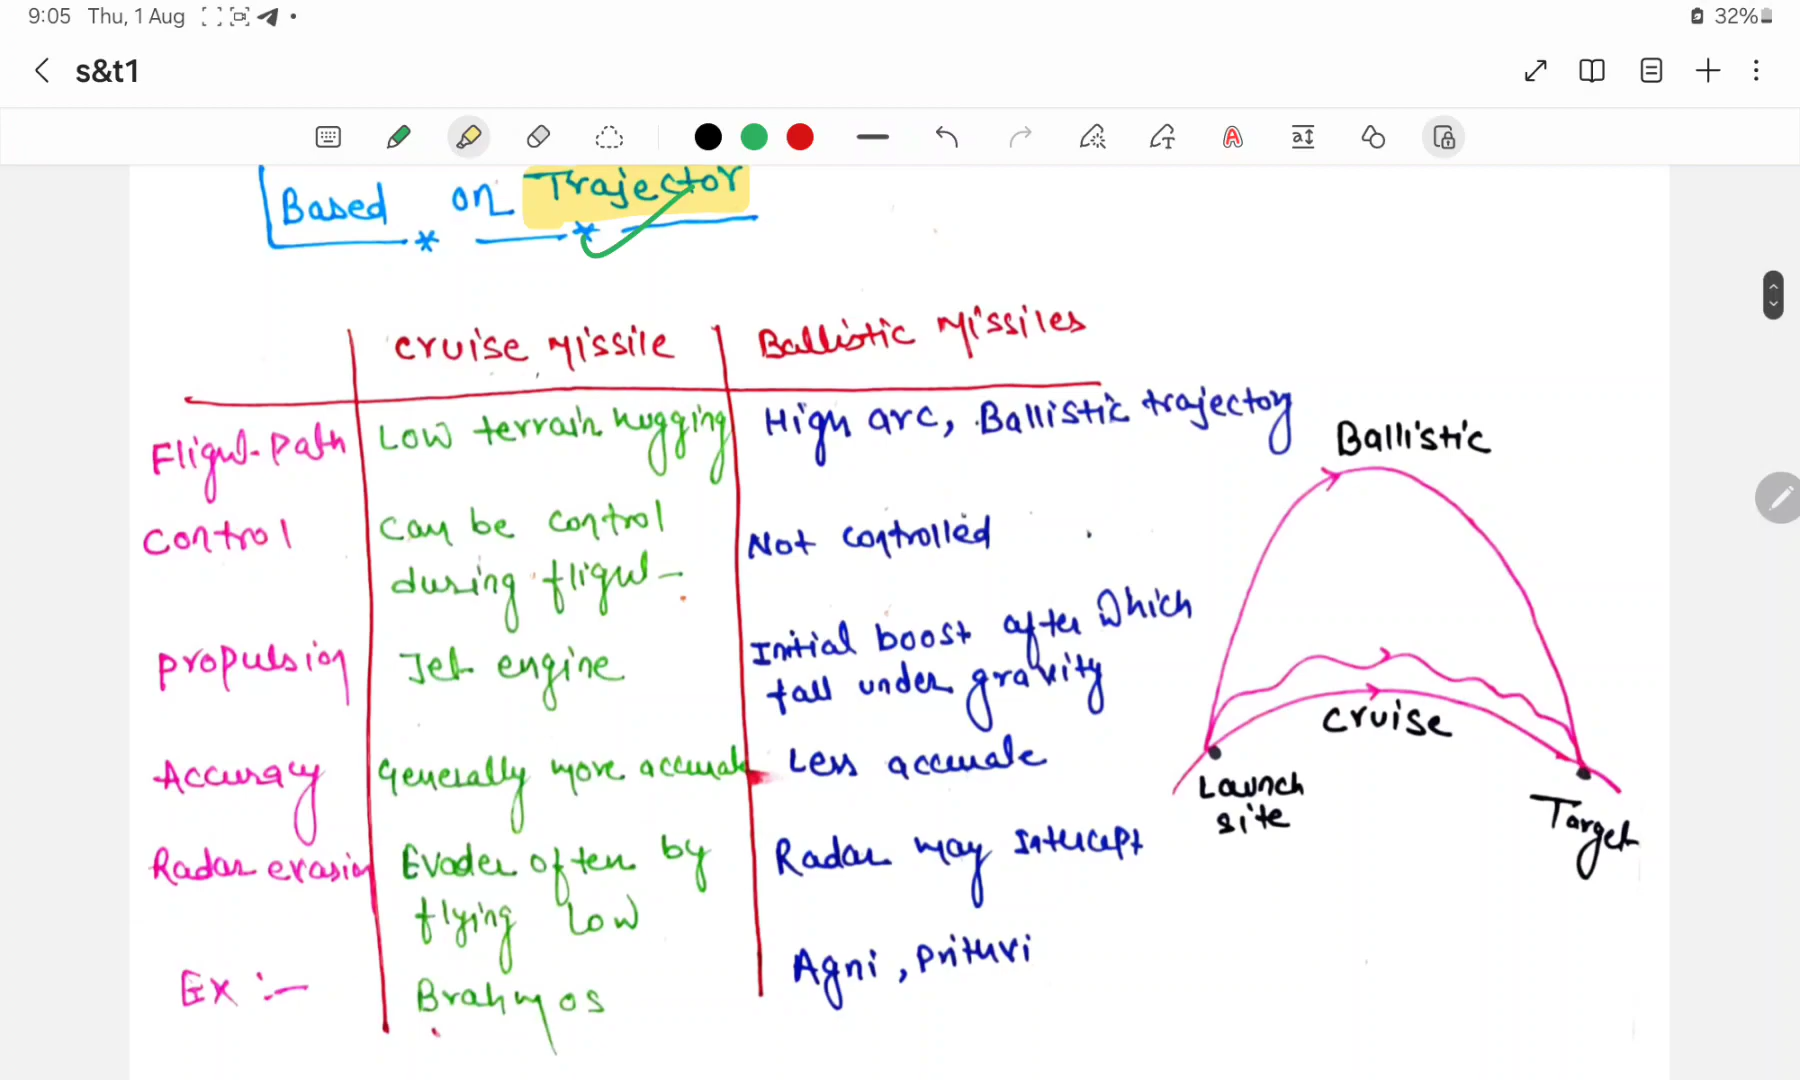 9:05 Thu, 1 Aug
32%
s&t1
Based on Trajector
Cruise Missile
Ballistic Missiles
Flight-Path
Low terrain hugging
High arc, Ballistic trajectory
Ballistic
Control
Can be control
during flight-
Not controlled
Propulsion
Jet engine
Initial boost after which
fall under gravity
Cruise
Accuracy
Generally more accurate
Less accurate
Launch
site
Target
Radar evasion
Evades often by
flying low
Radar may Intercept
Ex :-
Brahmos
Agni, Prithvi